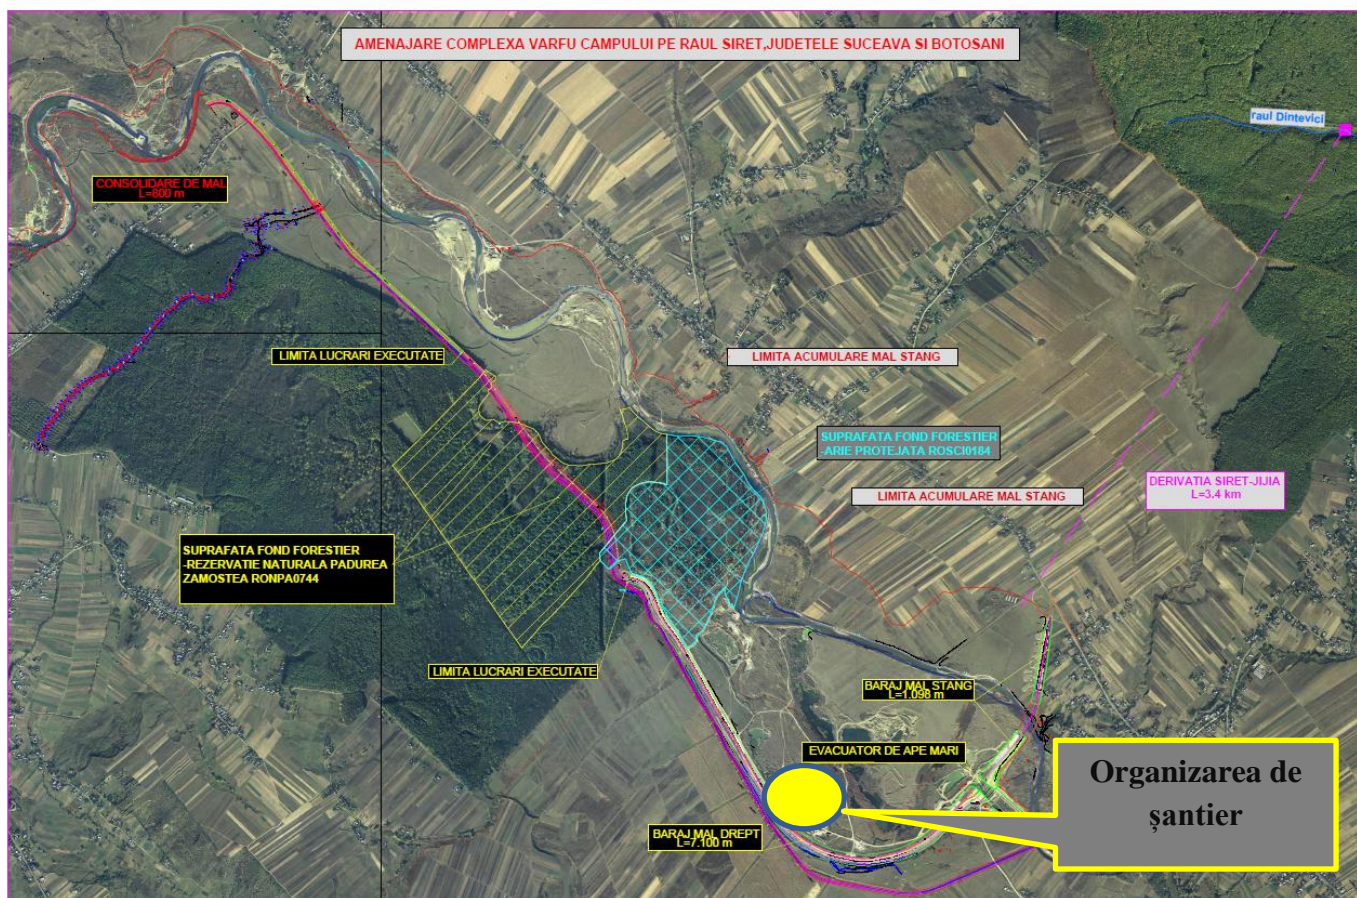 AMENAJARE COMPLEXA VARFU CAMPULUI PE RAUL SIRET,JUDETELE SUCEAVA SI BOTOSANI
raul Dintevici
CONSOLIDARE DE MAL
L=800 m
LIMITA LUCRARI EXECUTATE
LIMITA ACUMULARE MAL STANG
SUPRAFATA FOND FORESTIER
-ARIE PROTEJATA ROSCI0184
DERIVATIA SIRET-JIJIA
L=3.4 km
LIMITA ACUMULARE MAL STANG
SUPRAFATA FOND FORESTIER
-REZERVATIE NATURALA PADUREA
ZAMOSTEA RONPA0744
LIMITA LUCRARI EXECUTATE
BARAJ MAL STANG
L=1.098 m
EVACUATOR DE APE MARI
Organizarea de
șantier
BARAJ MAL DREPT
L=7.100 m